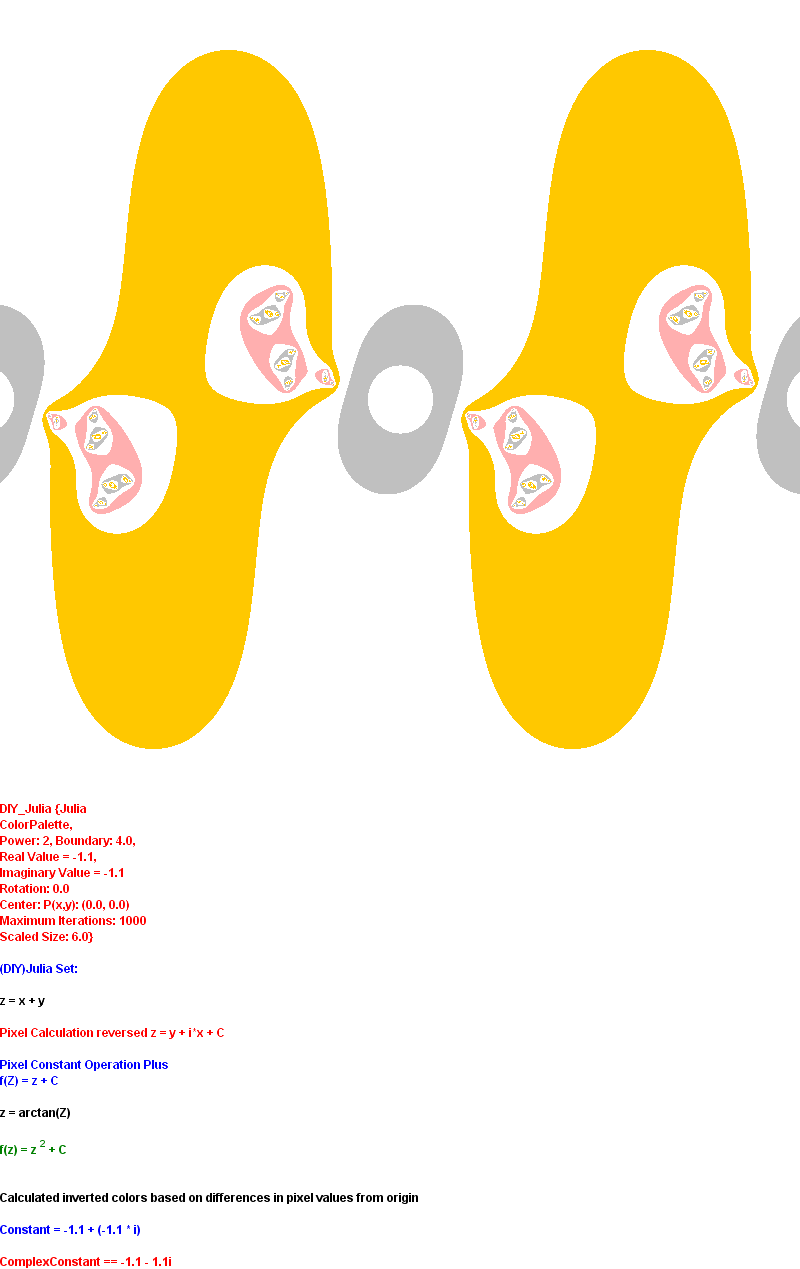 DIY_Julia {Julia
ColorPalette,
Power: 2, Boundary: 4.0,
Real Value = -1.1,
Imaginary Value = -1.1
Rotation: 0.0
Center: P(x,y): (0.0, 0.0)
Maximum Iterations: 1000
Scaled Size: 6.0}
(DIY)Julia Set:
z = x + y
Pixel Calculation reversed z = y + i*x + C
Pixel Constant Operation Plus
f(Z) = z + C
z = arctan(Z)
f(z) = z 2 + C
Calculated inverted colors based on differences in pixel values from origin
Constant = -1.1 + (-1.1 * i)
ComplexConstant == -1.1 - 1.1i